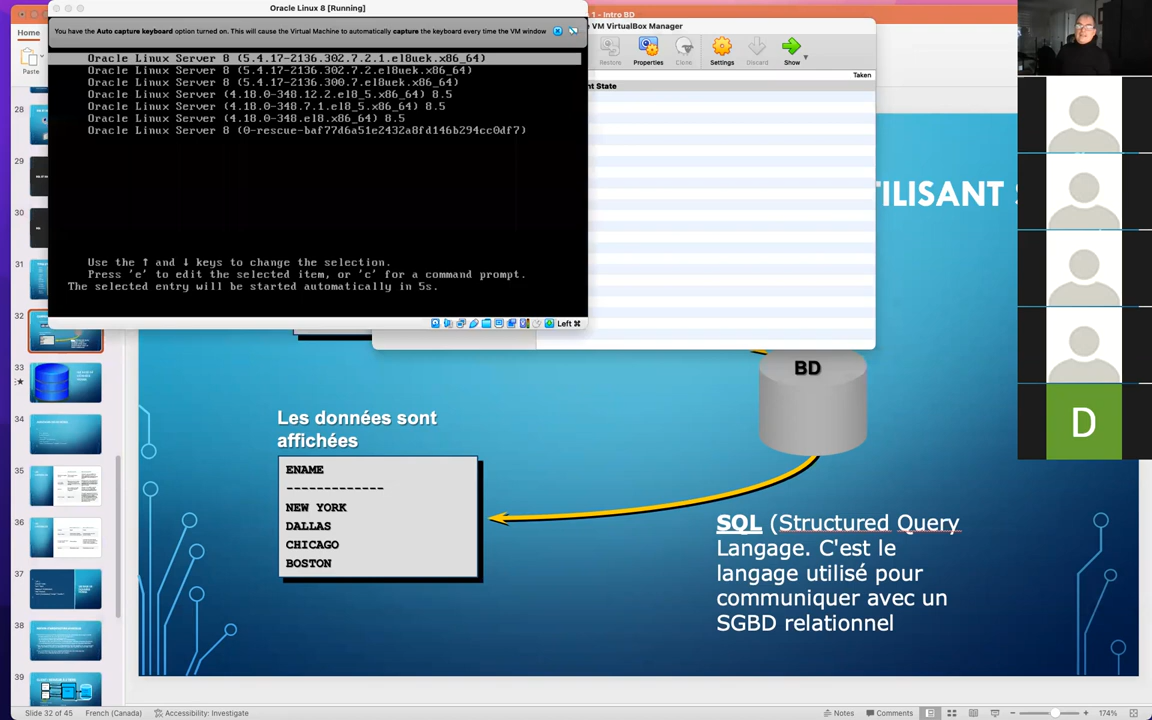 Oracle Linux 8 [Running]
1 - Intro BD
VM VirtualBox Manager
Home
You have the Auto capture keyboard option turned on. This will cause the Virtual Machine to automatically capture the keyboard every time the VM window
Paste
Restore
Properties
Clone
Settings
Discard
Show
Taken
nt State
Oracle Linux Server 8 (5.4.17-2136.302.7.2.1.el8uek.x86_64)
Oracle Linux Server 8 (5.4.17-2136.302.7.2.el8uek.x86_64)
Oracle Linux Server 8 (5.4.17-2136.300.7.el8uek.x86_64)
Oracle Linux Server (4.18.0-348.12.2.el8_5.x86_64) 8.5
Oracle Linux Server (4.18.0-348.7.1.el8_5.x86_64) 8.5
Oracle Linux Server (4.18.0-348.el8.x86_64) 8.5
Oracle Linux Server 8 (0-rescue-baf77d6a51e2432a8fd146b294cc0df7)
Use the ↑ and ↓ keys to change the selection.
Press 'e' to edit the selected item, or 'c' for a command prompt.
The selected entry will be started automatically in 5s.
Left ⌘
TILISANT
BD
Les données sont
affichées
ENAME
-------------
NEW YORK
DALLAS
CHICAGO
BOSTON
SQL (Structured Query
Langage. C'est le
langage utilisé pour
communiquer avec un
SGBD relationnel
D
28
29
30
31
32
33
34
35
36
37
38
39
Slide 32 of 45
French (Canada)
Accessibility: Investigate
Notes
Comments
174%